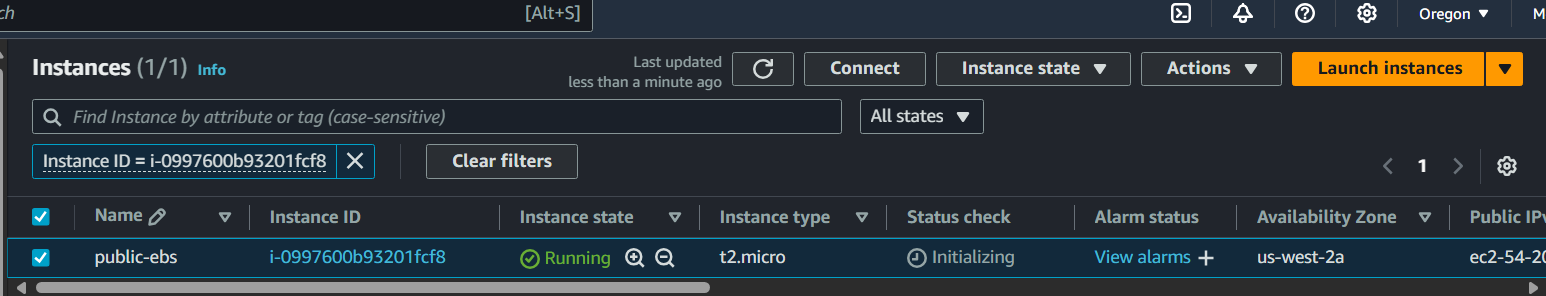 [Alt+S]
Oregon
Instances (1/1) Info
Last updated
less than a minute ago
Connect
Instance state
Actions
Launch instances
Find Instance by attribute or tag (case-sensitive)
All states
Instance ID = i-0997600b93201fcf8
Clear filters
1
Name Instance ID Instance state Instance type Status check Alarm status Availability Zone Public IPv
public-ebs i-0997600b93201fcf8 Running t2.micro Initializing View alarms us-west-2a ec2-54-20